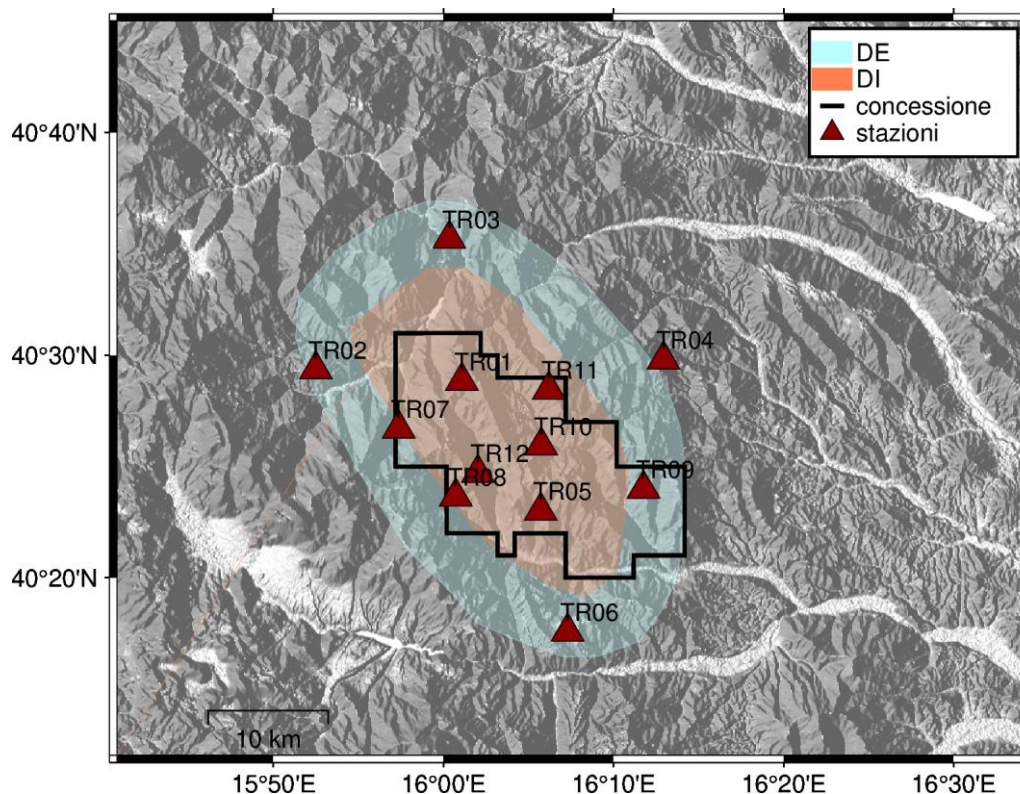 DE
DI
concessione
stazioni
40°40'N
40°30'N
40°20'N
TR03
TR04
TR02
TR01
TR11
TR07
TR10
TR12
TR08
TR09
TR05
TR06
10 km
15°50'E
16°00'E
16°10'E
16°20'E
16°30'E